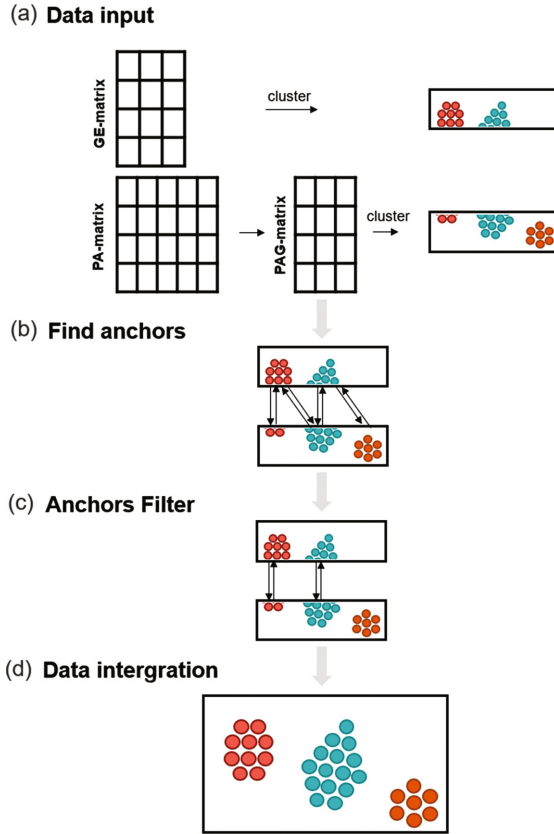 (a) Data input
GE-matrix
cluster
PA-matrix
PAG-matrix
cluster
(b) Find anchors
(c) Anchors Filter
(d) Data intergration